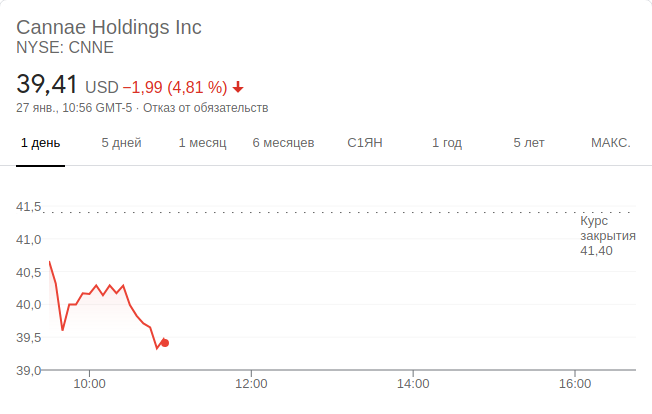 Cannae Holdings Inc
NYSE: CNNE
39,41 USD −1,99 (4,81 %)
27 янв., 10:56 GMT-5 · Отказ от обязательств
1 день 5 дней 1 месяц 6 месяцев С1ЯН 1 год 5 лет МАКС.
41,5
Курс
закрытия
41,40
41,0
40,5
40,0
39,5
39,0
10:00 12:00 14:00 16:00